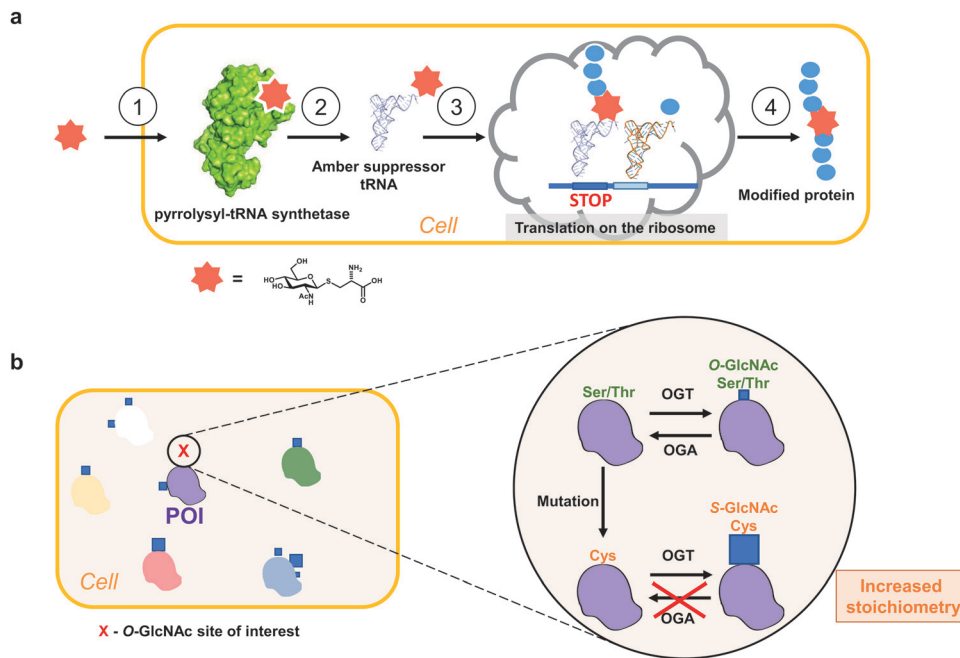 a
1
2
3
4
Amber suppressor
tRNA
pyrrolysyl-tRNA synthetase
STOP
Translation on the ribosome
Modified protein
Cell
=
HO
OH
O
HO
AcN
H
S
NH₂
OH
O
b
X
POI
Cell
X - O-GlcNAc site of interest
Ser/Thr
OGT
OGA
O-GlcNAc
Ser/Thr
Mutation
Cys
OGT
OGA
S-GlcNAc
Cys
Increased
stoichiometry